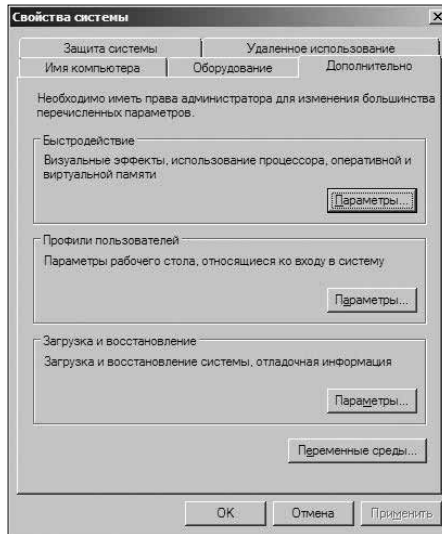 Свойства системы
Защита системы
Удаленное использование
Имя компьютера
Оборудование
Дополнительно
Необходимо иметь права администратора для изменения большинства
перечисленных параметров.
Быстродействие
Визуальные эффекты, использование процессора, оперативной и
виртуальной памяти
Параметры...
Профили пользователей
Параметры рабочего стола, относящиеся ко входу в систему
Параметры...
Загрузка и восстановление
Загрузка и восстановление системы, отладочная информация
Параметры...
Переменные среды...
OK
Отмена
Применить